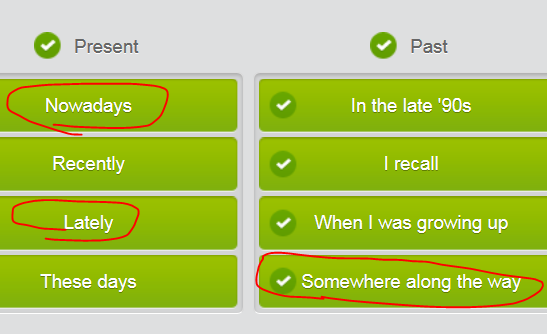 Present
Past
Nowadays
In the late '90s
Recently
I recall
Lately
When I was growing up
These days
Somewhere along the way